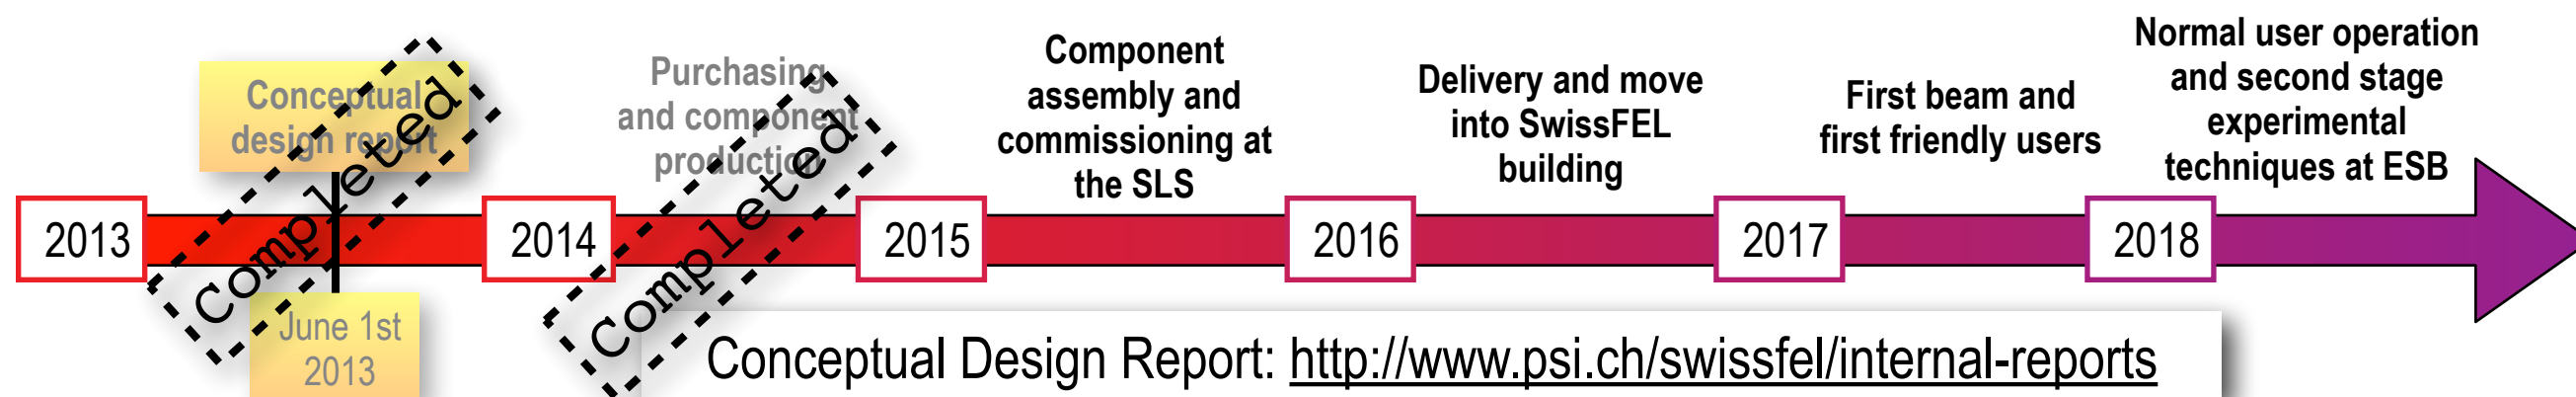 Conceptual
design report
Completed
Purchasing
and component
production
Completed
Component
assembly and
commissioning at
the SLS
Delivery and move
into SwissFEL
building
First beam and
first friendly users
Normal user operation
and second stage
experimental
techniques at ESB
2013
2014
2015
2016
2017
2018
June 1st
2013
Conceptual Design Report: http://www.psi.ch/swissfel/internal-reports